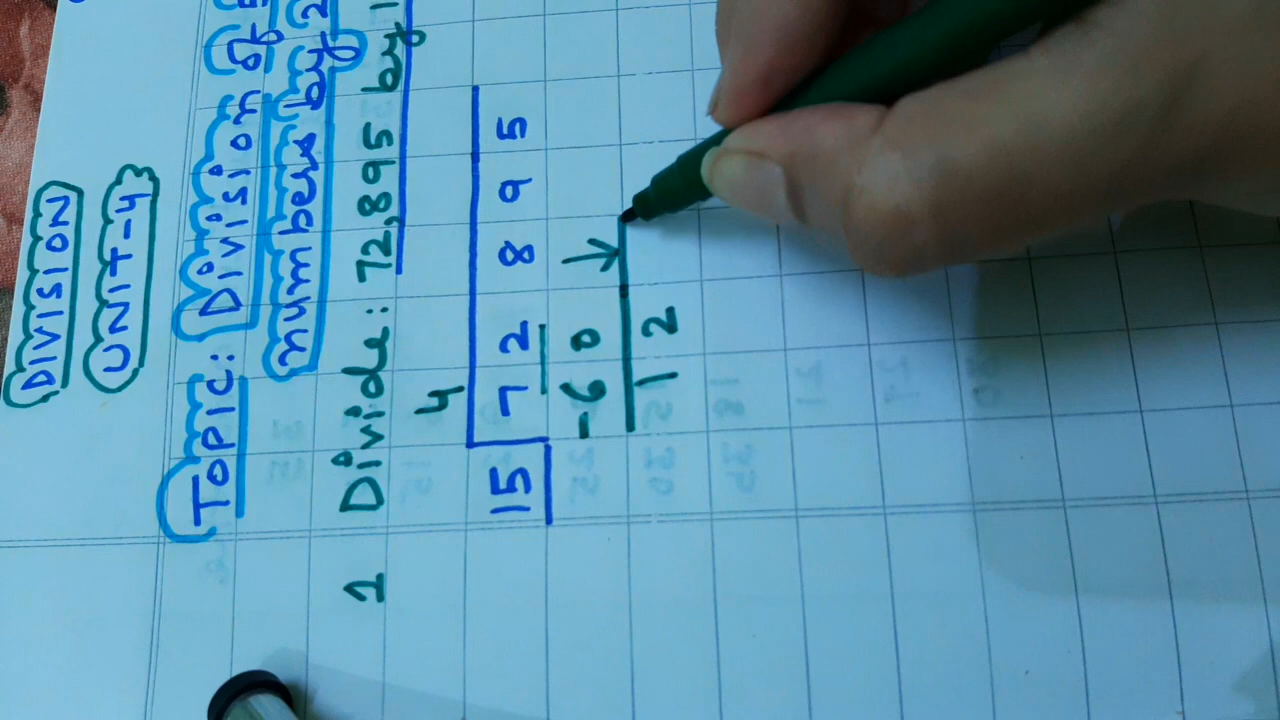 DIVISION
UNIT-4
Topic: Division of
numbers by 2
1 Divide: 72,895 by 1
4
15 7 2 8 9 5
-6 0 ↓
1 2